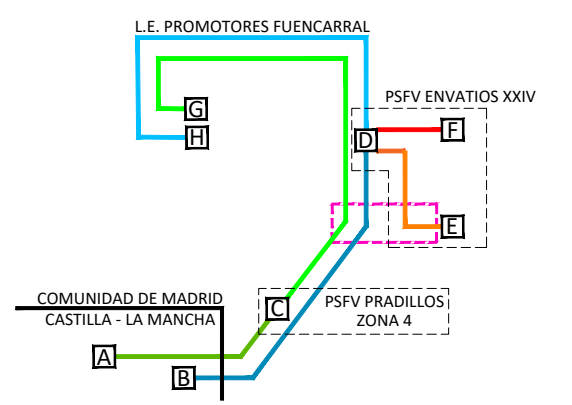 L.E. PROMOTORES FUENCARRAL
PSFV ENVATIOS XXIV
G
H
F
D
E
COMUNIDAD DE MADRID
CASTILLA - LA MANCHA
C
PSFV PRADILLOS
ZONA 4
A
B